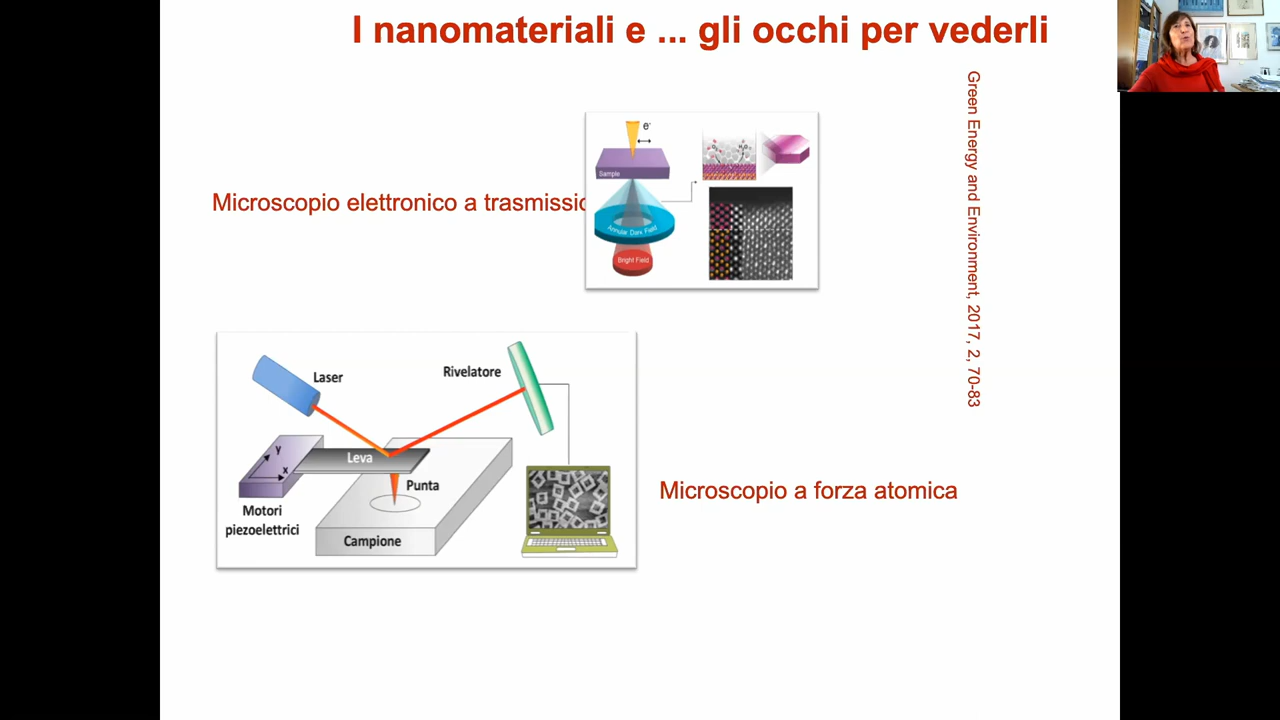 I nanomateriali e ... gli occhi per vederli
Green Energy and Environment, 2017, 2, 70-83
e-
Sample
Annular Dark Field
Bright Field
Microscopio elettronico a trasmissio
Laser
Rivelatore
y
x
Leva
Punta
Motori
piezoelettrici
Campione
Microscopio a forza atomica